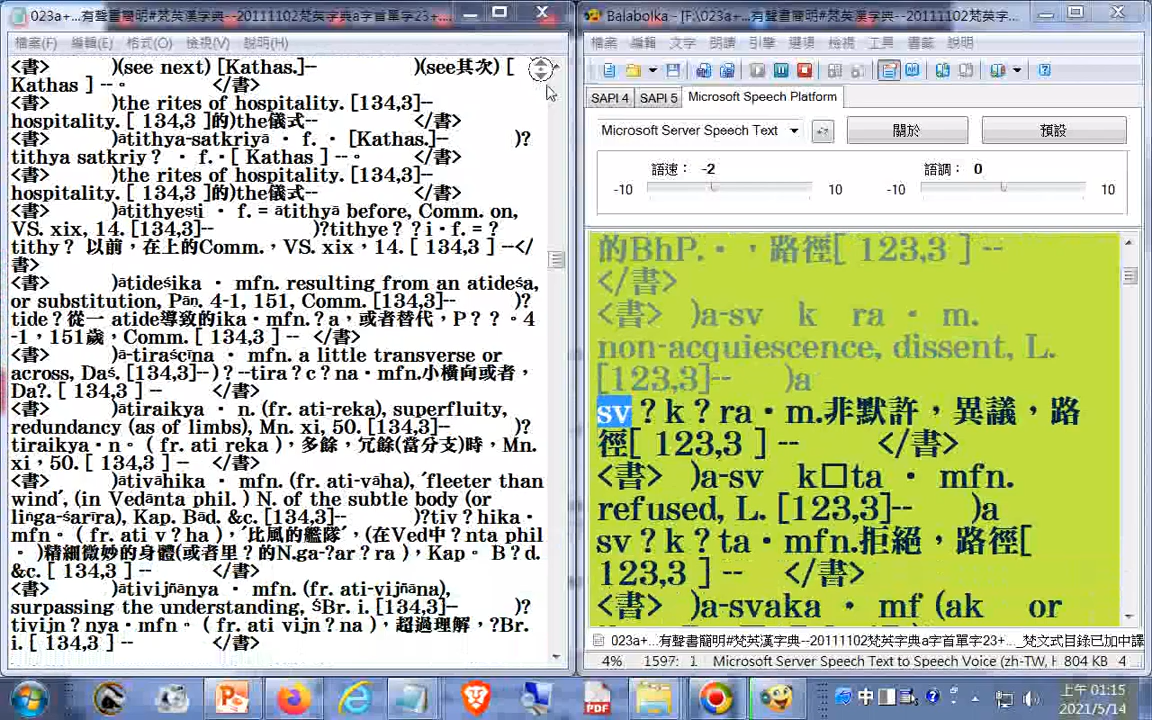 023a+...有聲書簡明#梵英漢字典--20111102梵英字典a字首單字23+...
檔案(F) 編輯(E) 格式(O) 檢視(V) 說明(H)
<書> )(see next) [Kathas.]-- )(see其次) [
Kathas ] -- 。 </書>
<書> )the rites of hospitality. [134,3]--
hospitality. [ 134,3 ]的)the儀式-- </書>
<書> )ātithya-satkriyā · f. · [Kathas.]-- )?
tithya satkriy ? · f. · [ Kathas ] -- 。 </書>
<書> )the rites of hospitality. [134,3]--
hospitality. [ 134,3 ]的)the儀式-- </書>
<書> )ātithyeṣṭi · f. = ātithya before, Comm. on,
VS. xix, 14. [134,3]-- )?tithye ? ? i · f. = ?
tithy ? 以前，在上的Comm.，VS. xix，14. [ 134,3 ] --</
書>
<書> )ātideśika · mfn. resulting from an atideśa,
or substitution, Pān. 4-1, 151, Comm. [134,3]-- )?
tide ? 從一 atide導致的ika · mfn. ? a，或者替代，P ? ? 。4
-1，151歲，Comm. [ 134,3 ] -- </書>
<書> )ā-tiraścīna · mfn. a little transverse or
across, Daś. [134,3]-- ) ? --tira ? c ? na · mfn.小橫向或者，
Da?. [ 134,3 ] -- </書>
<書> )ātiraikya · n. (fr. ati-reka), superfluity,
redundancy (as of limbs), Mn. xi, 50. [134,3]-- )?
tiraikya · n。 ( fr. ati reka )，多餘，冗餘(當分支)時，Mn.
xi，50. [ 134,3 ] -- </書>
<書> )ātivāhika · mfn. (fr. ati-vāha), 'fleeter than
wind', (in Vedānta phil. ) N. of the subtle body (or
liṅga-śarīra), Kap. Bād. &c. [134,3]-- )?tiv ? hika ·
mfn。 ( fr. ati v ? ha )，'比風的艦隊'，(在Ved中 ? nta phil
。 )精細微妙的身體(或者里 ? 的N.ga-?ar ? ra )，Kap。 B ? d.
&c. [ 134,3 ] -- </書>
<書> )ātivijñānya · mfn. (fr. ati-vijñāna),
surpassing the understanding, ŚBr. i. [134,3]-- )?
tivijn ? nya · mfn。 ( fr. ati vijn ? na )，超過理解，?Br.
i. [ 134,3 ] -- </書>
Balabolka - [F:\023a+...有聲書簡明#梵英漢字典--20111102梵英字...
檔案 編輯 文字 朗讀 引擎 選項 檢視 工具 書籤 說明
SAPI 4 SAPI 5 Microsoft Speech Platform
Microsoft Server Speech Text 關於 預設
語速： -2 語調： 0
-10 10 -10 10
的BhP. · ，路徑[ 123,3 ] --
</書>
<書> )a-sv k ra · m.
non-acquiescence, dissent, L.
[123,3]-- )a
sv ? k ? ra · m.非默許，異議，路
徑[ 123,3 ] -- </書>
<書> )a-sv k□ta · mfn.
refused, L. [123,3]-- )a
sv ? k ? ta · mfn.拒絕，路徑[
123,3 ] -- </書>
<書> )a-svaka · mf (ak or
023a+...有聲書簡明#梵英漢字典--20111102梵英字典a字首單字23+..._梵文式目錄已加中譯
4% 1597: 1 Microsoft Server Speech Text to Speech Voice (zh-TW, H 804 KB 4
中 上午 01:15
2021/5/14